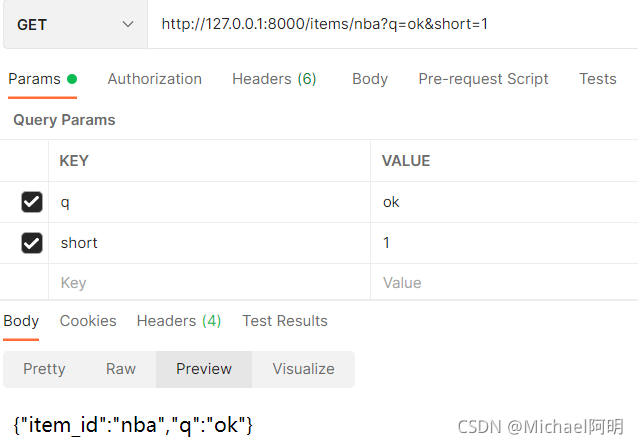 GET http://127.0.0.1:8000/items/nba?q=ok&short=1
Params Authorization Headers (6) Body Pre-request Script Tests
Query Params
KEY VALUE
q ok
short 1
Key Value
Body Cookies Headers (4) Test Results
Pretty Raw Preview Visualize
{"item_id":"nba","q":"ok"}
CSDN @Michael阿明